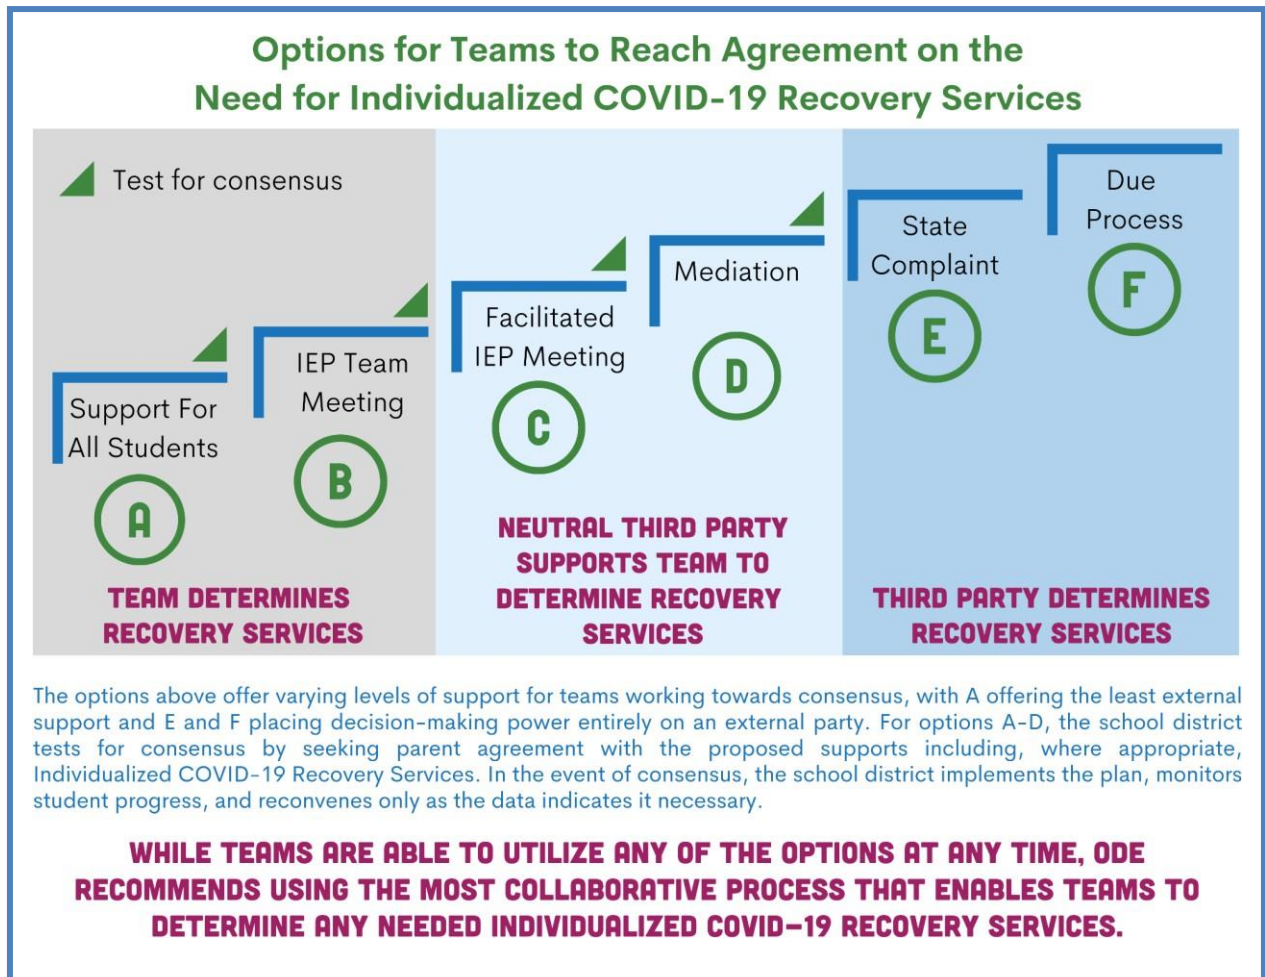 Options for Teams to Reach Agreement on the
Need for Individualized COVID-19 Recovery Services
Test for consensus
Support For
All Students
A
IEP Team
Meeting
B
TEAM DETERMINES
RECOVERY SERVICES
Facilitated
IEP Meeting
C
Mediation
D
NEUTRAL THIRD PARTY
SUPPORTS TEAM TO
DETERMINE RECOVERY
SERVICES
State
Complaint
E
Due
Process
F
THIRD PARTY DETERMINES
RECOVERY SERVICES
The options above offer varying levels of support for teams working towards consensus, with A offering the least external
support and E and F placing decision-making power entirely on an external party. For options A-D, the school district
tests for consensus by seeking parent agreement with the proposed supports including, where appropriate,
Individualized COVID-19 Recovery Services. In the event of consensus, the school district implements the plan, monitors
student progress, and reconvenes only as the data indicates it necessary.
WHILE TEAMS ARE ABLE TO UTILIZE ANY OF THE OPTIONS AT ANY TIME, ODE
RECOMMENDS USING THE MOST COLLABORATIVE PROCESS THAT ENABLES TEAMS TO
DETERMINE ANY NEEDED INDIVIDUALIZED COVID-19 RECOVERY SERVICES.